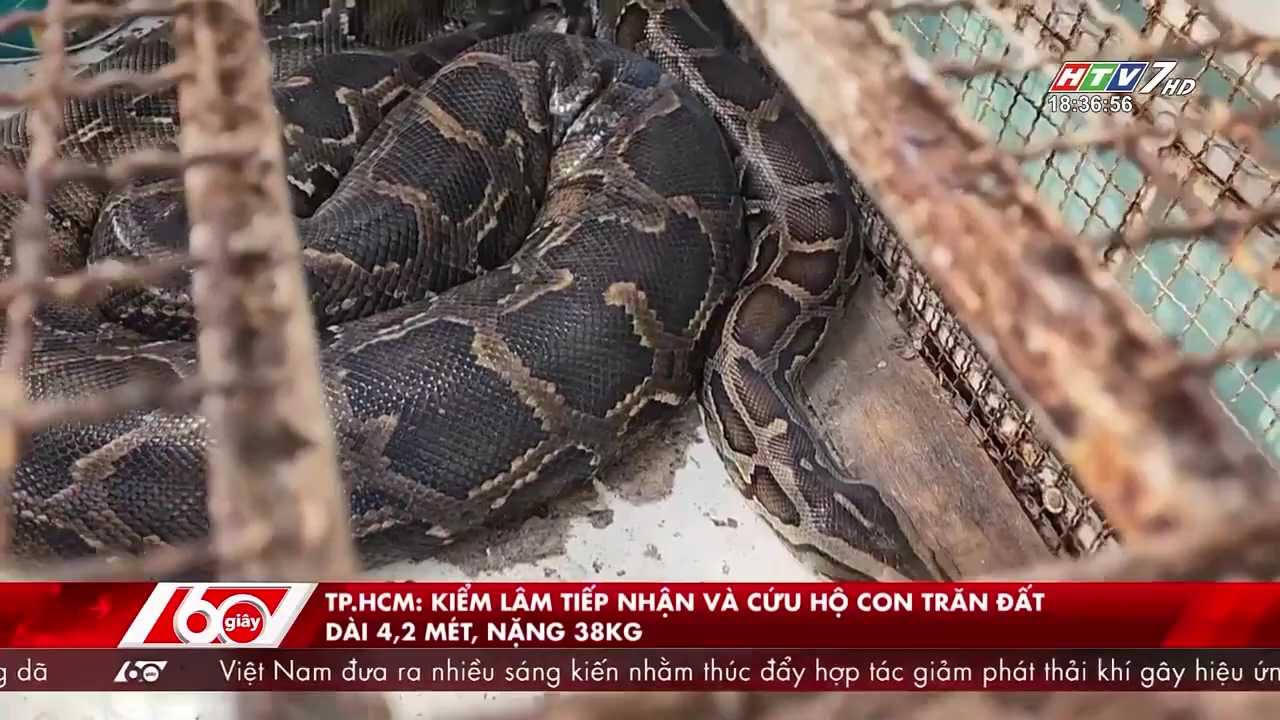 HTV7 HD
18:36:56
60 giây
TP.HCM: KIỂM LÂM TIẾP NHẬN VÀ CỨU HỘ CON TRĂN ĐẤT
DÀI 4,2 MÉT, NẶNG 38KG
dã 60 giây Việt Nam đưa ra nhiều sáng kiến nhằm thúc đẩy hợp tác giảm phát thải khí gây hiệu